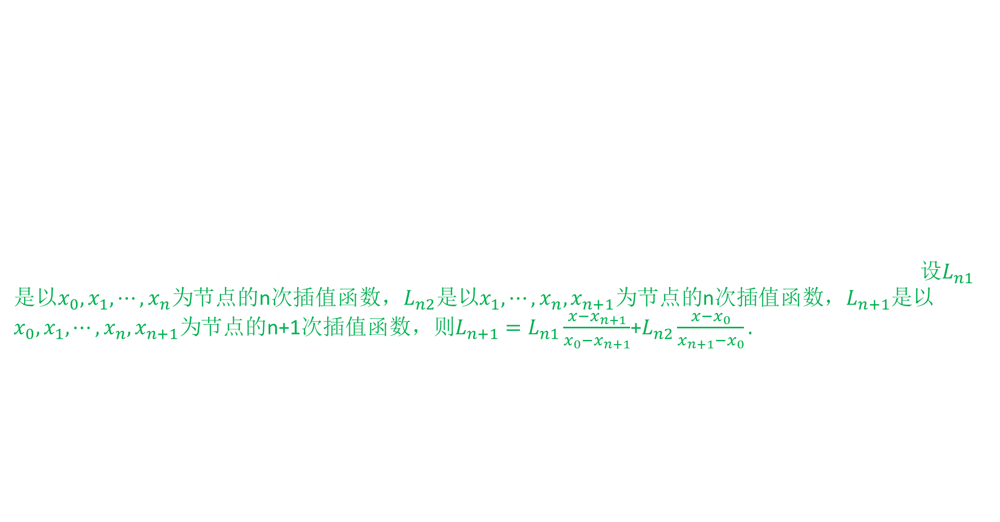 设$L_{n1}$
是以$x_0,x_1,\cdots,x_n$为节点的n次插值函数，$L_{n2}$是以$x_1,\cdots,x_n,x_{n+1}$为节点的n次插值函数，$L_{n+1}$是以
$x_0,x_1,\cdots,x_n,x_{n+1}$为节点的n+1次插值函数，则$L_{n+1}=L_{n1}\frac{x-x_{n+1}}{x_0-x_{n+1}}$+$L_{n2}\frac{x-x_0}{x_{n+1}-x_0}$.